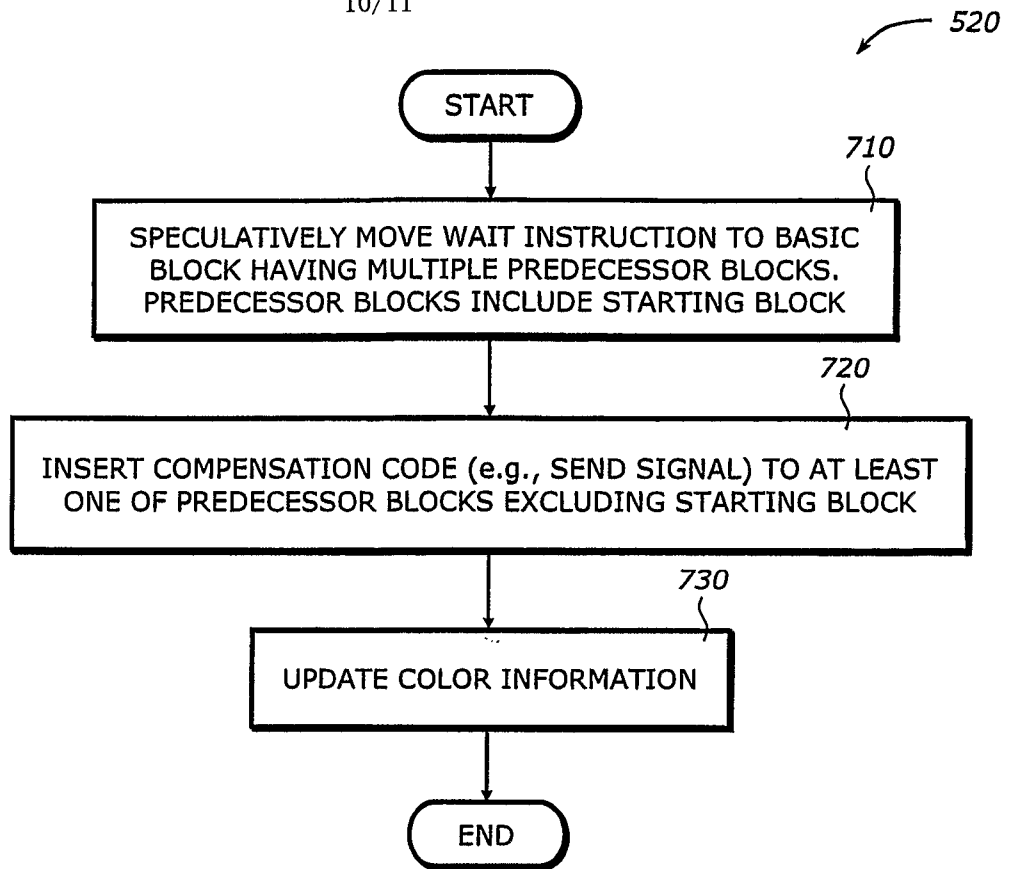 10/11
520
START
710
SPECULATIVELY MOVE WAIT INSTRUCTION TO BASIC
BLOCK HAVING MULTIPLE PREDECESSOR BLOCKS.
PREDECESSOR BLOCKS INCLUDE STARTING BLOCK
720
INSERT COMPENSATION CODE (e.g., SEND SIGNAL) TO AT LEAST
ONE OF PREDECESSOR BLOCKS EXCLUDING STARTING BLOCK
730
UPDATE COLOR INFORMATION
END